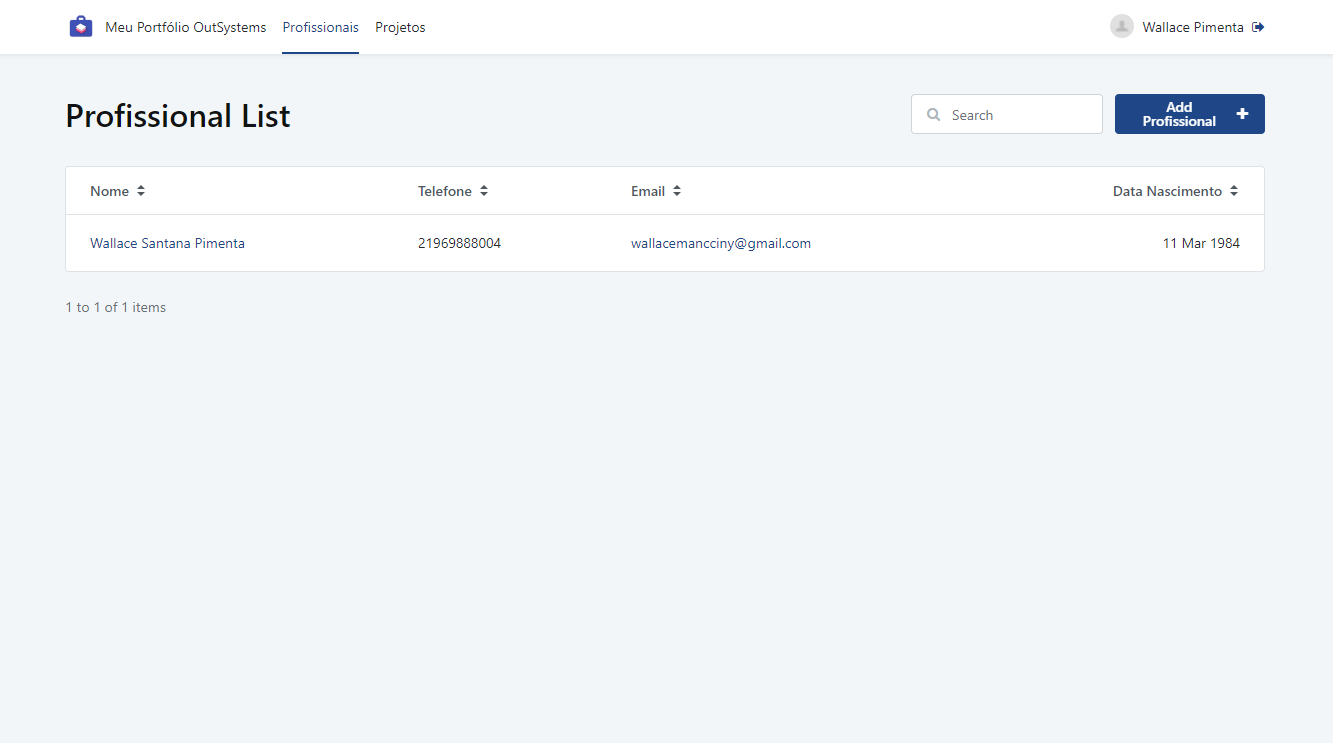 Meu Portfólio OutSystems Profissionais Projetos Wallace Pimenta
Profissional List
Search
Add
Profissional
Nome Telefone Email Data Nascimento
Wallace Santana Pimenta 21969888004 wallacemancciny@gmail.com 11 Mar 1984
1 to 1 of 1 items